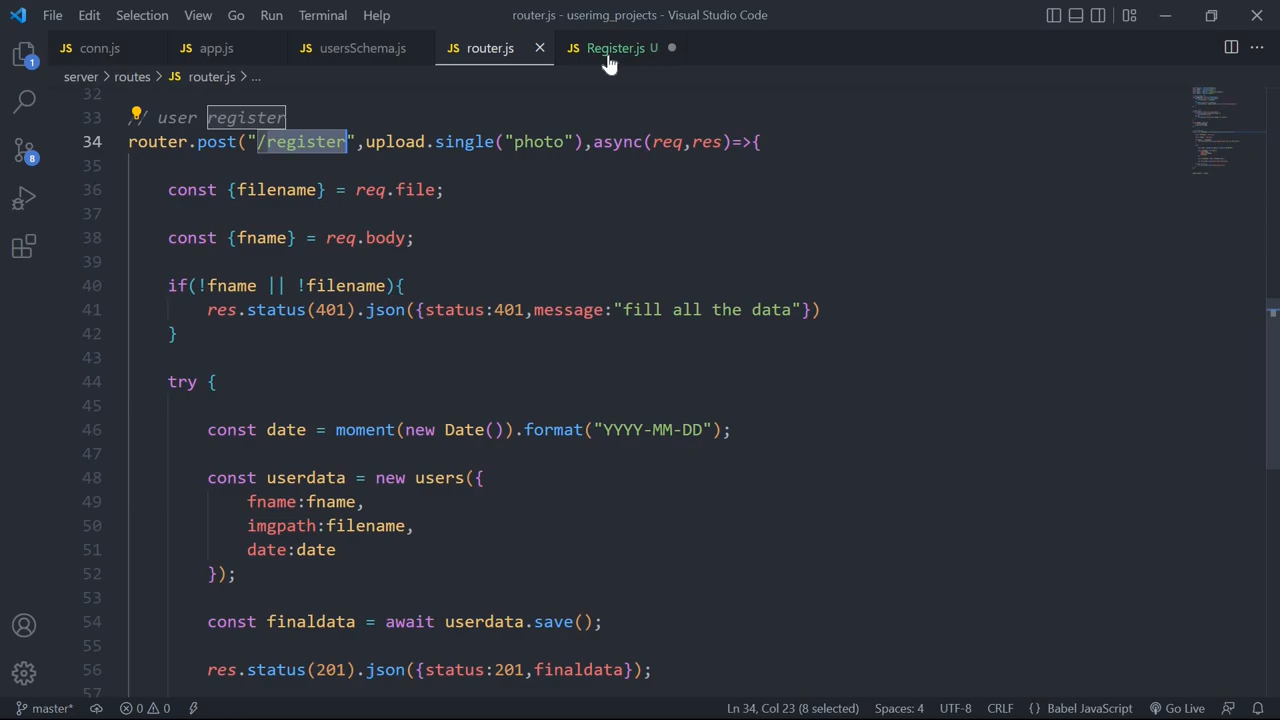 File Edit Selection View Go Run Terminal Help router.js - userimg_projects - Visual Studio Code
JS conn.js JS app.js JS usersSchema.js JS router.js JS Register.js U
server > routes > JS router.js > ...
32
33 // user register
34 router.post("/register",upload.single("photo"),async(req,res)=>{
35
36 const {filename} = req.file;
37
38 const {fname} = req.body;
39
40 if(!fname || !filename){
41 res.status(401).json({status:401,message:"fill all the data"})
42 }
43
44 try {
45
46 const date = moment(new Date()).format("YYYY-MM-DD");
47
48 const userdata = new users({
49 fname:fname,
50 imgpath:filename,
51 date:date
52 });
53
54 const finaldata = await userdata.save();
55
56 res.status(201).json({status:201,finaldata});
57
1
8
master* 0 0 Ln 34, Col 23 (8 selected) Spaces: 4 UTF-8 CRLF {} Babel JavaScript Go Live